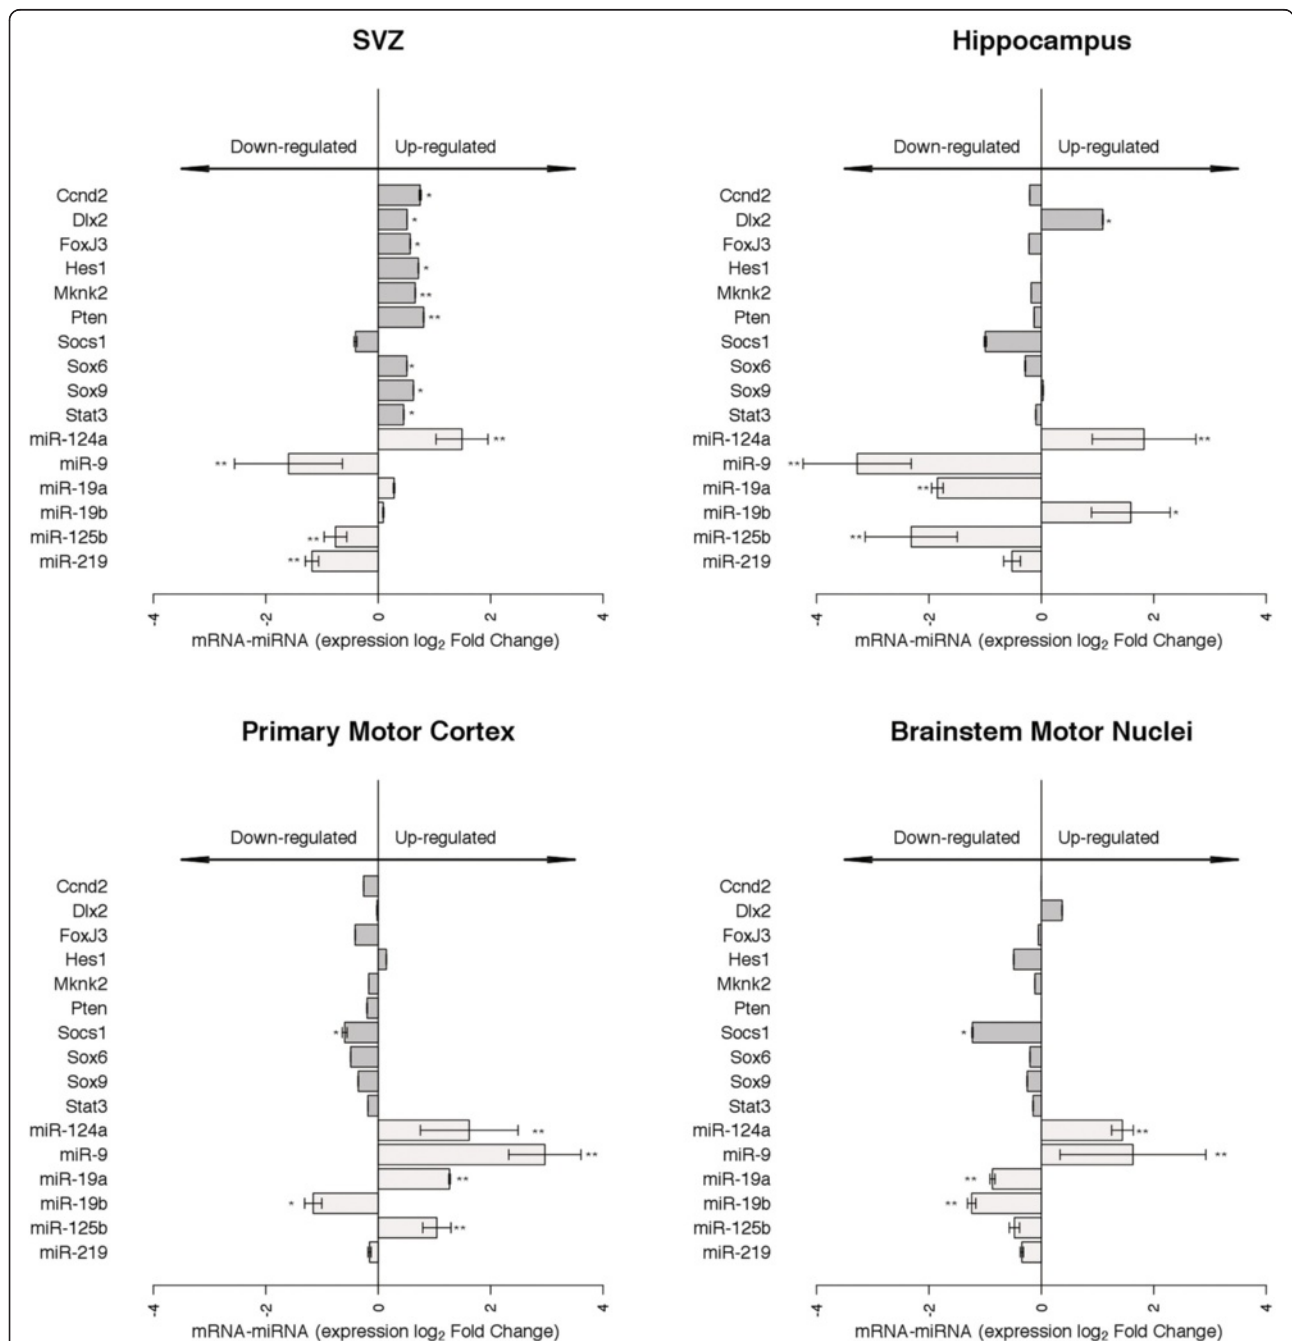 SVZ
Down-regulated Up-regulated
Ccnd2 *
Dlx2 *
FoxJ3 *
Hes1 *
Mknk2 **
Pten **
Socs1
Sox6 *
Sox9 *
Stat3 *
miR-124a **
miR-9 **
miR-19a
miR-19b
miR-125b **
miR-219 **
-4 -2 0 2 4
mRNA-miRNA (expression log2 Fold Change)
Hippocampus
Down-regulated Up-regulated
Ccnd2
Dlx2 *
FoxJ3
Hes1
Mknk2
Pten
Socs1
Sox6
Sox9
Stat3
miR-124a **
miR-9 **
miR-19a **
miR-19b *
miR-125b **
miR-219
-4 -2 0 2 4
mRNA-miRNA (expression log2 Fold Change)
Primary Motor Cortex
Down-regulated Up-regulated
Ccnd2
Dlx2
FoxJ3
Hes1
Mknk2
Pten
Socs1 *
Sox6
Sox9
Stat3
miR-124a **
miR-9 **
miR-19a **
miR-19b *
miR-125b **
miR-219
-4 -2 0 2 4
mRNA-miRNA (expression log2 Fold Change)
Brainstem Motor Nuclei
Down-regulated Up-regulated
Ccnd2
Dlx2
FoxJ3
Hes1
Mknk2
Pten
Socs1 *
Sox6
Sox9
Stat3
miR-124a **
miR-9 **
miR-19a **
miR-19b **
miR-125b
miR-219
-4 -2 0 2 4
mRNA-miRNA (expression log2 Fold Change)